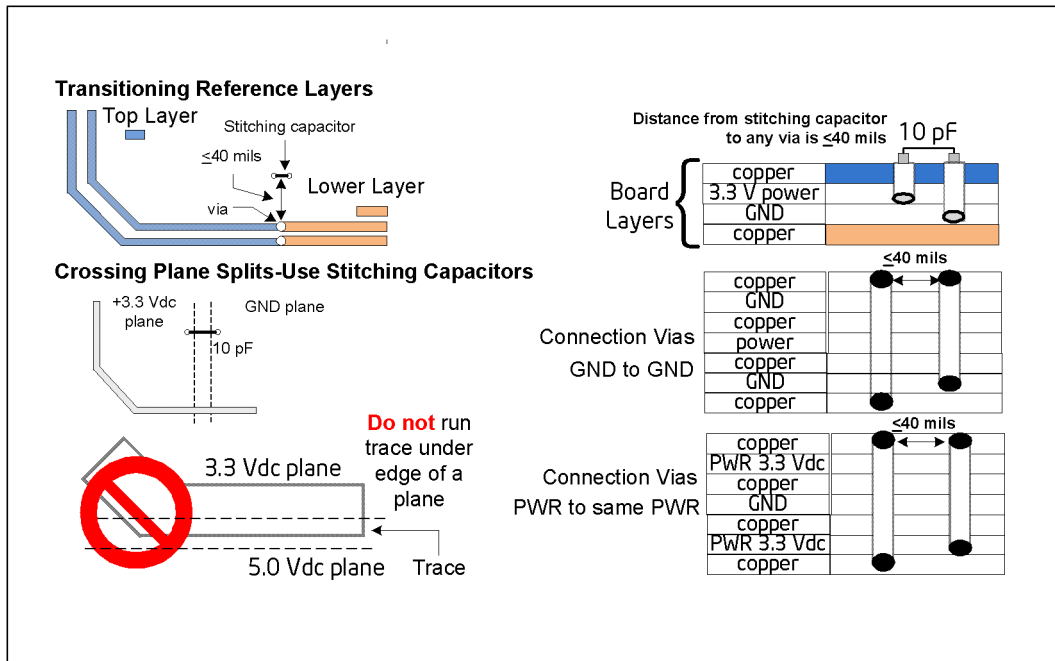 Transitioning Reference Layers
Top Layer
Stitching capacitor
≤40 mils
Lower Layer
via
Crossing Plane Splits-Use Stitching Capacitors
+3.3 Vdc
plane
GND plane
10 pF
Do not run
trace under
edge of a
plane
3.3 Vdc plane
5.0 Vdc plane
Trace
Distance from stitching capacitor
to any via is ≤40 mils
10 pF
Board
Layers
copper
3.3 V power
GND
copper
≤40 mils
Connection Vias
GND to GND
copper
GND
copper
power
copper
GND
copper
≤40 mils
Connection Vias
PWR to same PWR
copper
PWR 3.3 Vdc
copper
GND
copper
PWR 3.3 Vdc
copper